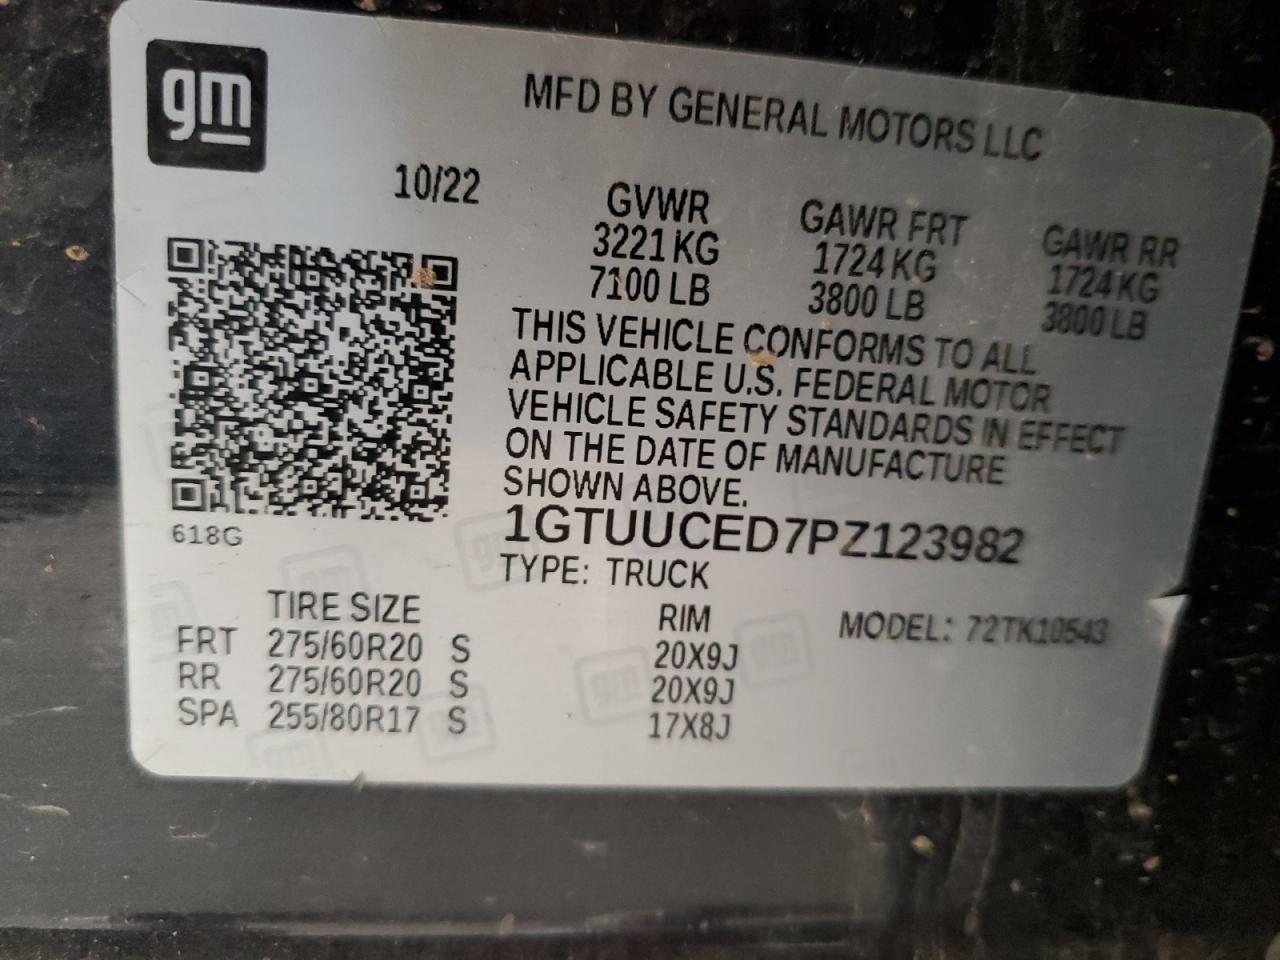 gm
MFD BY GENERAL MOTORS LLC
10/22
GVWR GAWR FRT GAWR RR
3221 KG 1724 KG 1724 KG
7100 LB 3800 LB 3800 LB
THIS VEHICLE CONFORMS TO ALL
APPLICABLE U.S. FEDERAL MOTOR
VEHICLE SAFETY STANDARDS IN EFFECT
ON THE DATE OF MANUFACTURE
SHOWN ABOVE.
618G
1GTUUCED7PZ123982
TYPE: TRUCK
TIRE SIZE RIM MODEL: 72TK10543
FRT 275/60R20 S 20X9J
RR 275/60R20 S 20X9J
SPA 255/80R17 S 17X8J